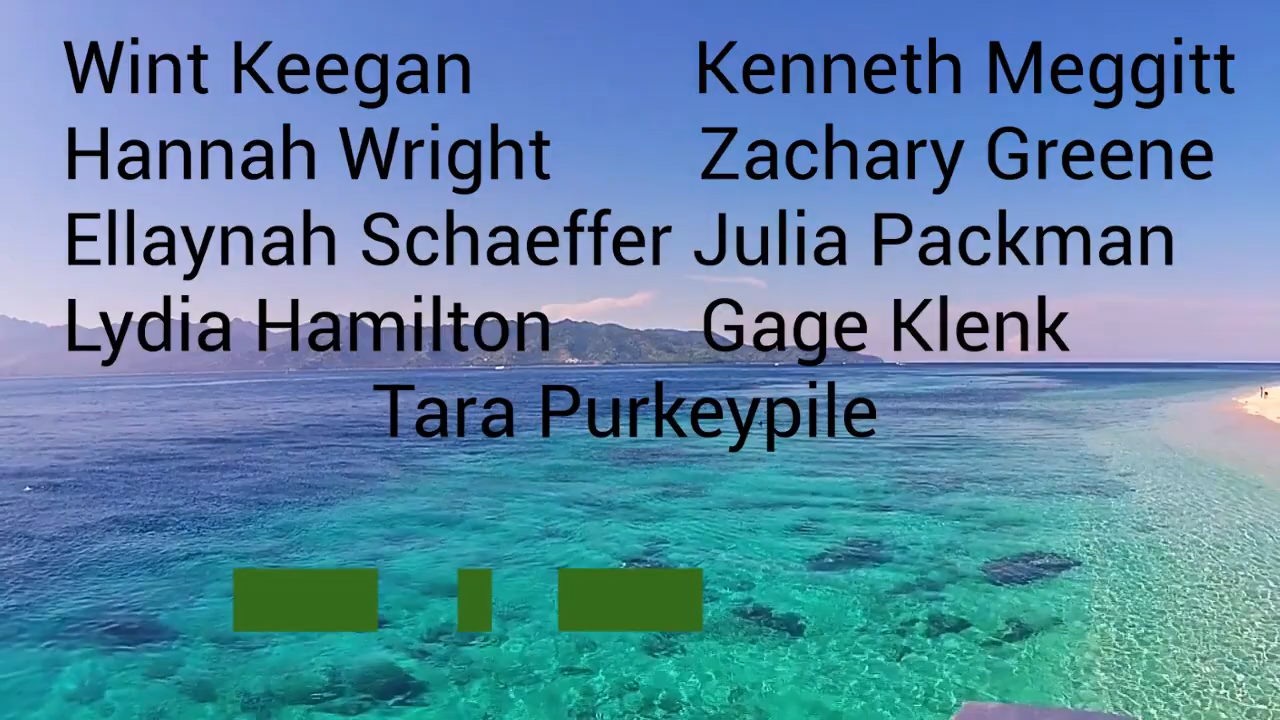 Wint Keegan Kenneth Meggitt
Hannah Wright Zachary Greene
Ellaynah Schaeffer Julia Packman
Lydia Hamilton Gage Klenk
Tara Purkeypile